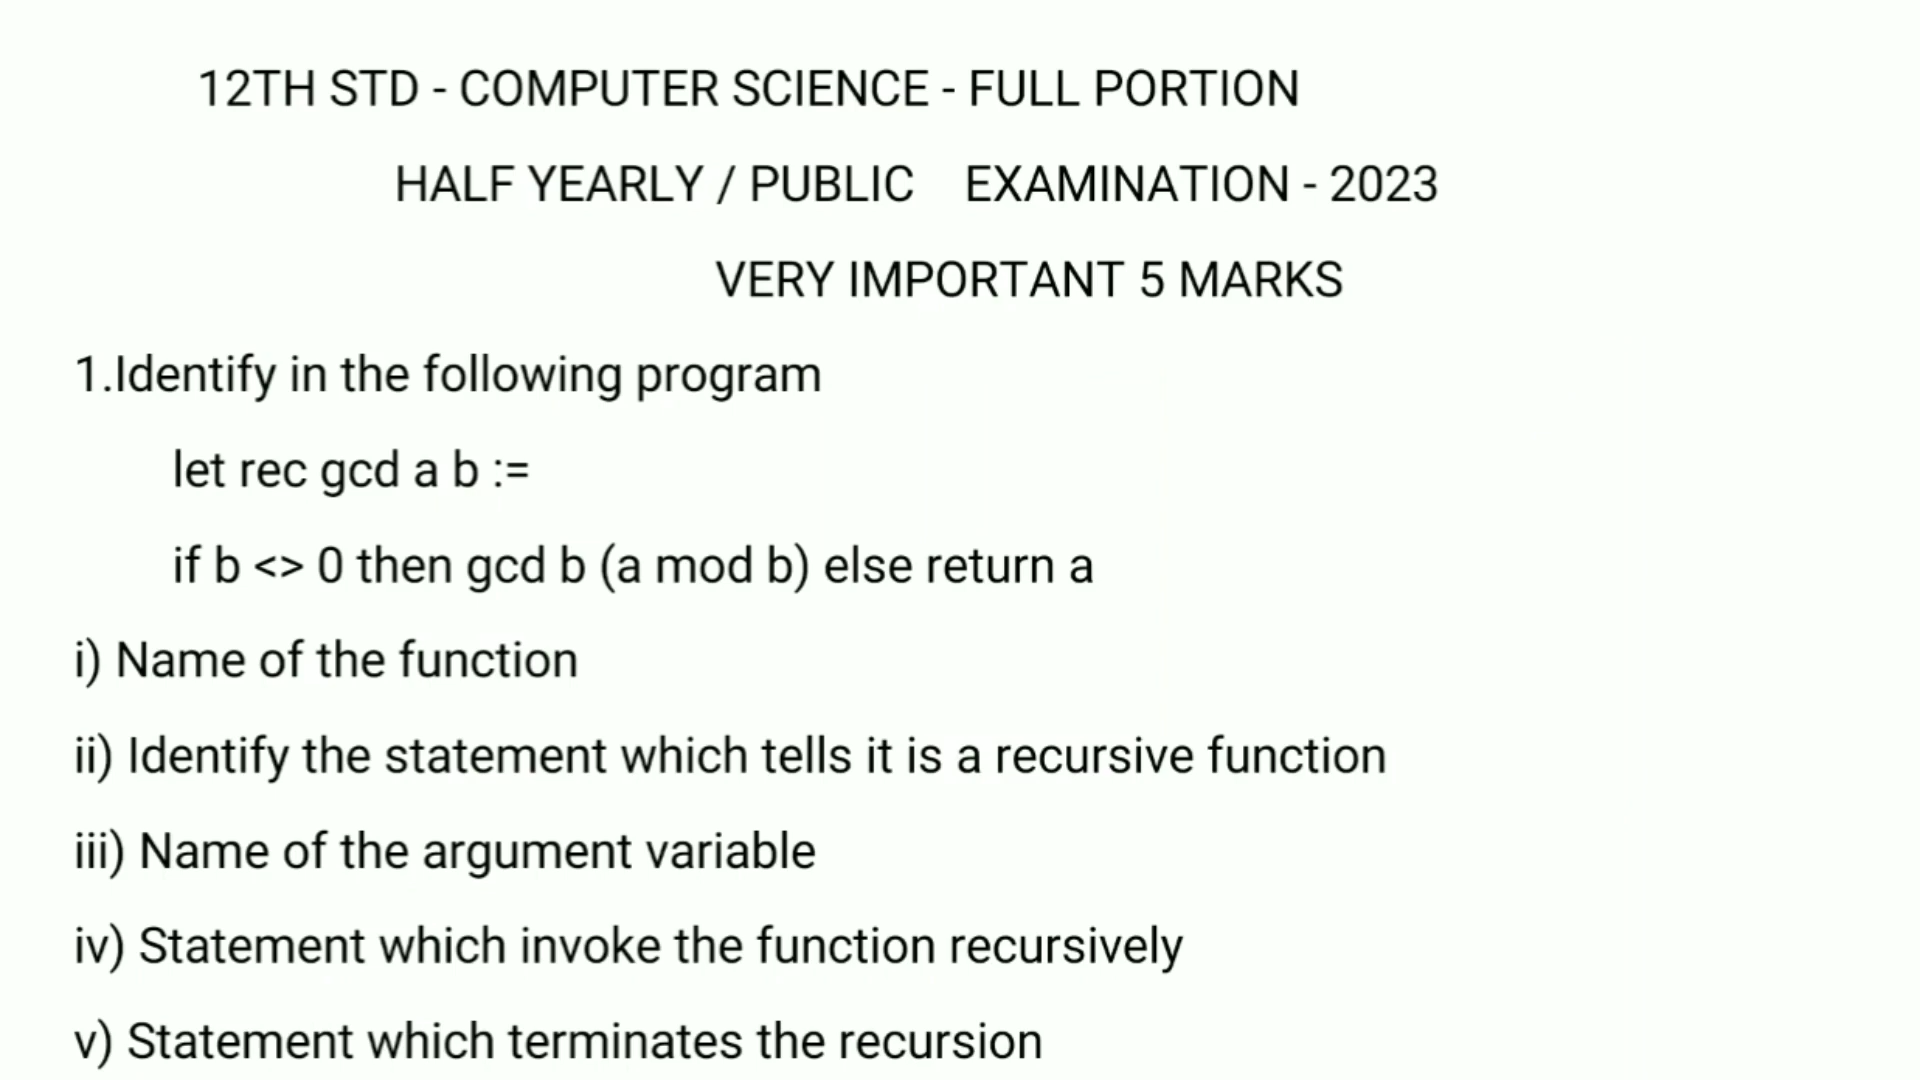 12TH STD - COMPUTER SCIENCE - FULL PORTION
HALF YEARLY / PUBLIC EXAMINATION - 2023
VERY IMPORTANT 5 MARKS
1.Identify in the following program
let rec gcd a b :=
if b <> 0 then gcd b (a mod b) else return a
i) Name of the function
ii) Identify the statement which tells it is a recursive function
iii) Name of the argument variable
iv) Statement which invoke the function recursively
v) Statement which terminates the recursion